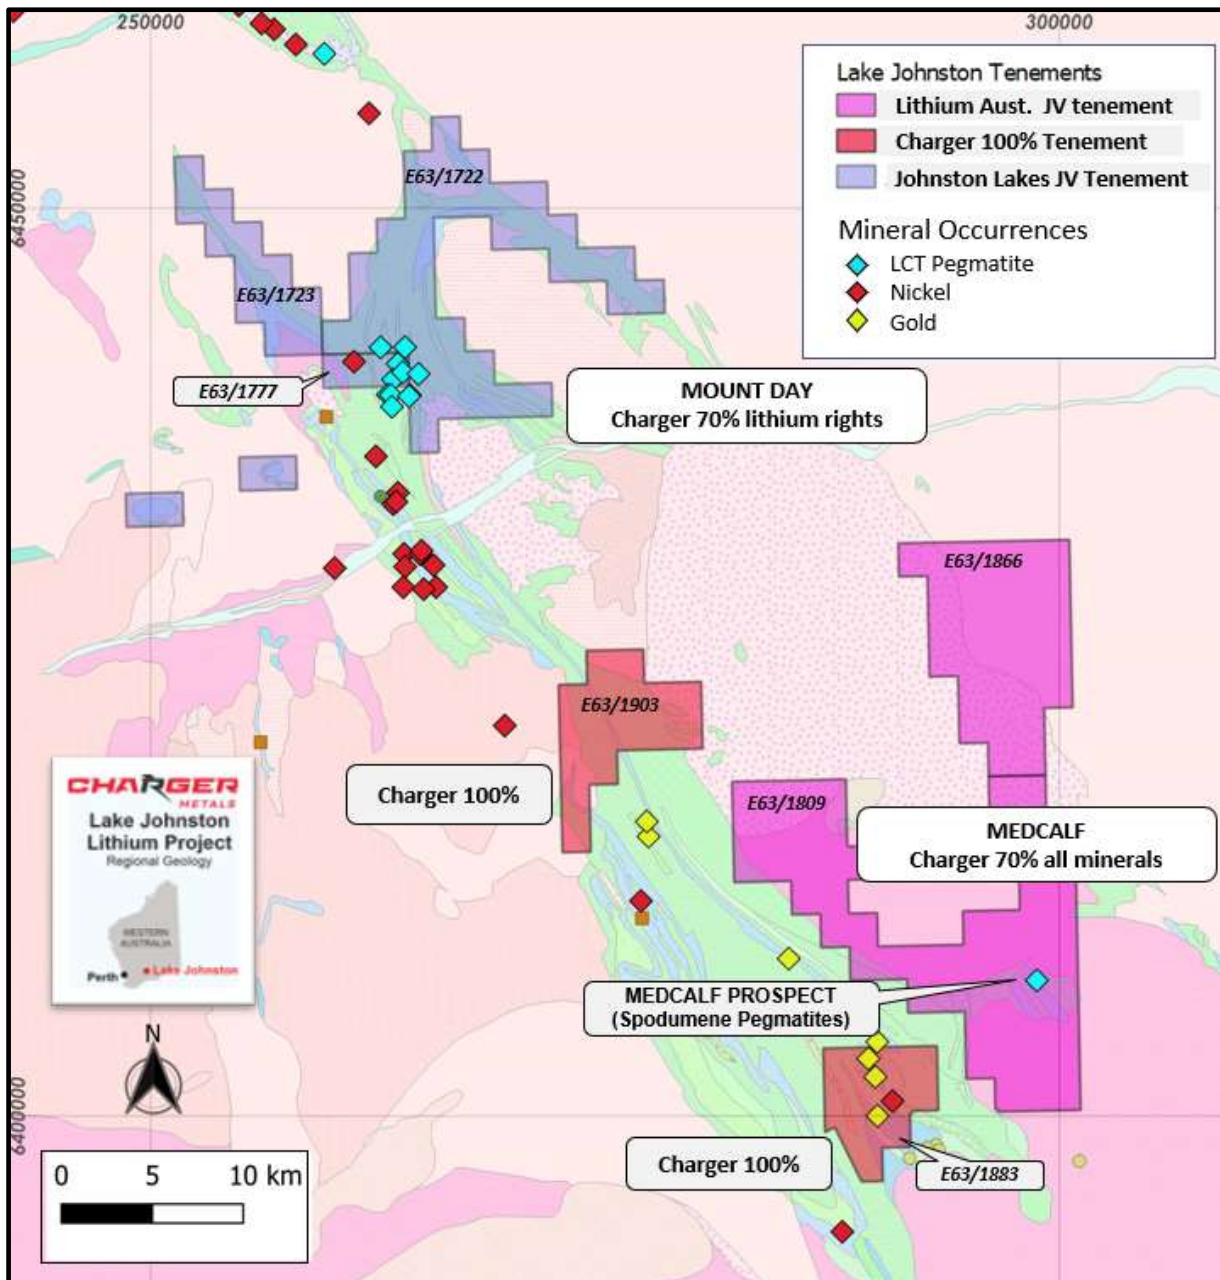 250000
300000
Lake Johnston Tenements
Lithium Aust. JV tenement
Charger 100% Tenement
Johnston Lakes JV Tenement
Mineral Occurrences
LCT Pegmatite
Nickel
Gold
6450000
E63/1722
E63/1723
E63/1777
MOUNT DAY
Charger 70% lithium rights
E63/1866
E63/1903
Charger 100%
E63/1809
MEDCALF
Charger 70% all minerals
CHARGER
METALS
Lake Johnston
Lithium Project
Regional Geology
WESTERN
AUSTRALIA
Perth
Lake Johnston
MEDCALF PROSPECT
(Spodumene Pegmatites)
N
6400000
Charger 100%
E63/1883
0 5 10 km